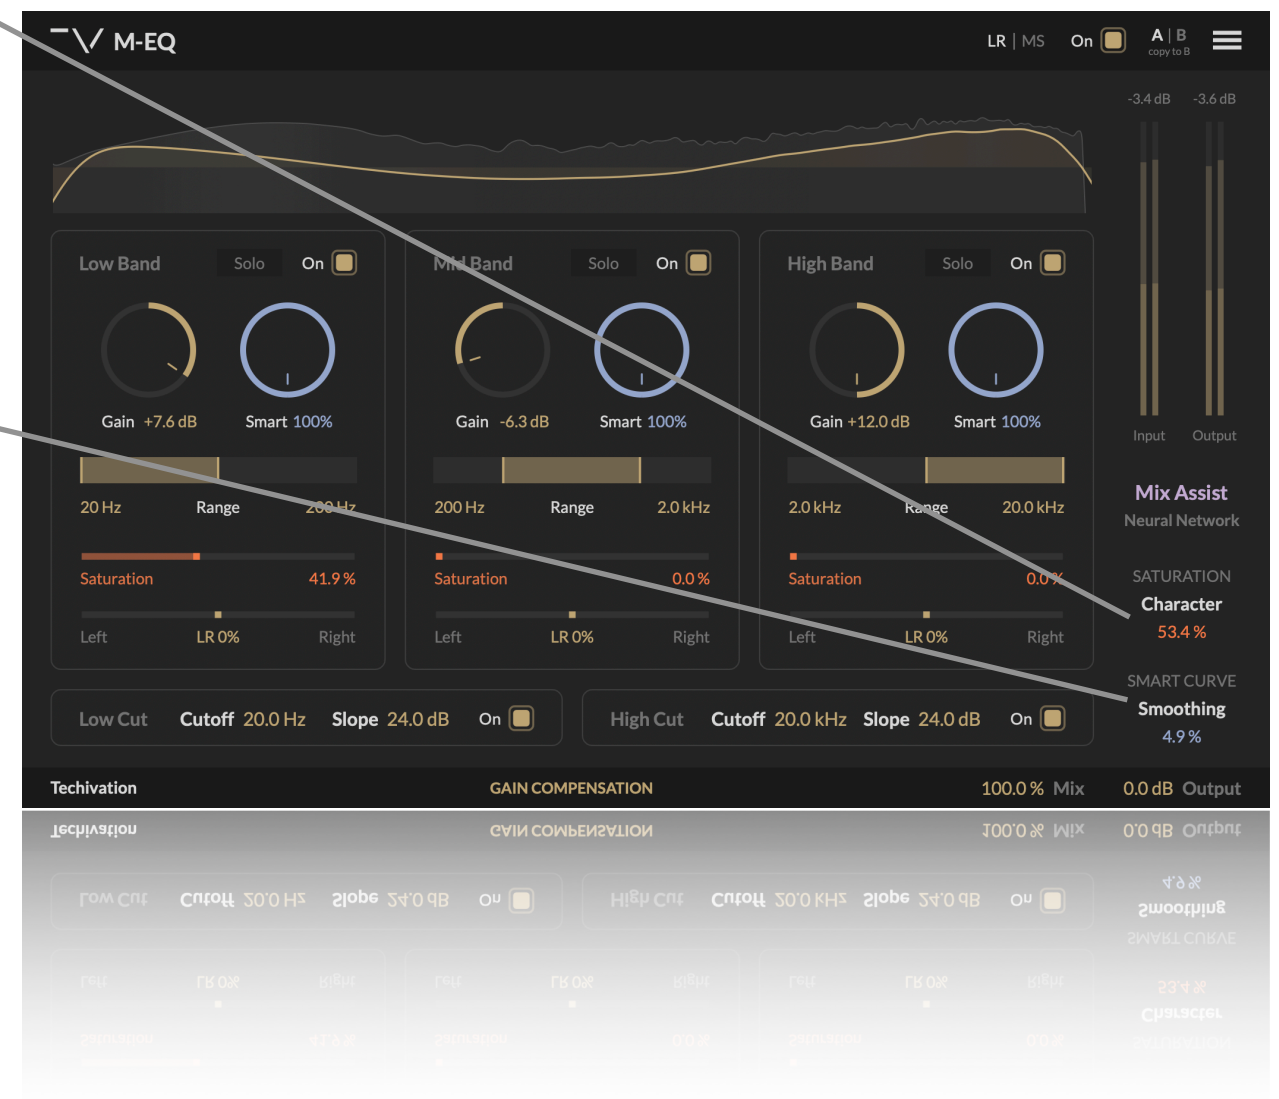 M-EQ
LR | MS On A | B
copy to B
-3.4 dB -3.6 dB
Low Band Solo On
Mid Band Solo On
High Band Solo On
Gain +7.6 dB Smart 100%
Gain -6.3 dB Smart 100%
Gain +12.0 dB Smart 100%
Input Output
20 Hz Range 200 Hz
200 Hz Range 2.0 kHz
2.0 kHz Range 20.0 kHz
Mix Assist
Neural Network
Saturation 41.9 %
Saturation 0.0 %
Saturation 0.0 %
SATURATION
Character
53.4 %
Left LR 0% Right
Left LR 0% Right
Left LR 0% Right
SMART CURVE
Smoothing
4.9 %
Low Cut Cutoff 20.0 Hz Slope 24.0 dB On
High Cut Cutoff 20.0 kHz Slope 24.0 dB On
Techivation GAIN COMPENSATION 100.0 % Mix 0.0 dB Output